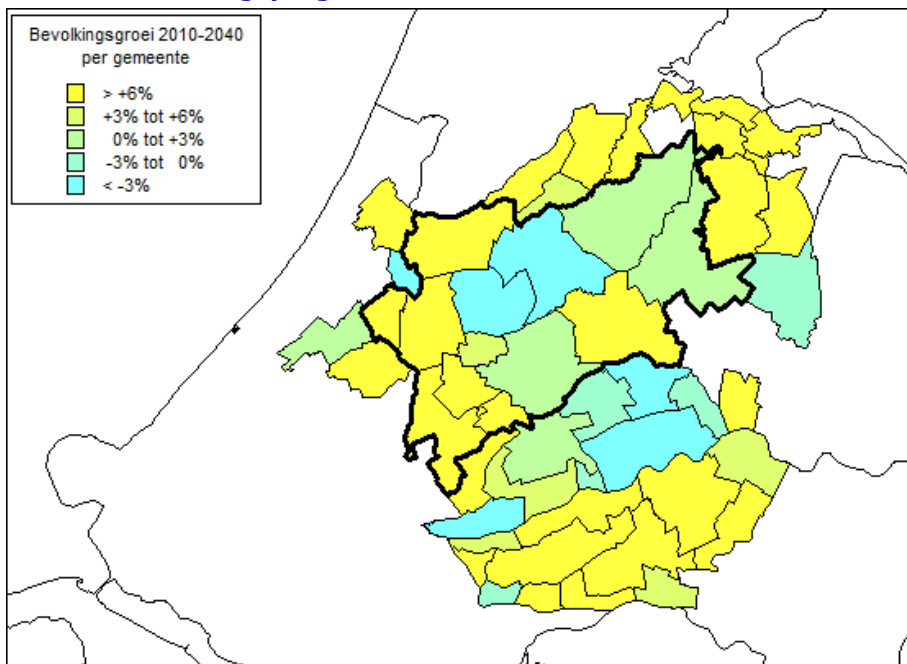 Bevolkingsgroei 2010-2040
per gemeente
> +6%
+3% tot +6%
0% tot +3%
-3% tot 0%
< -3%